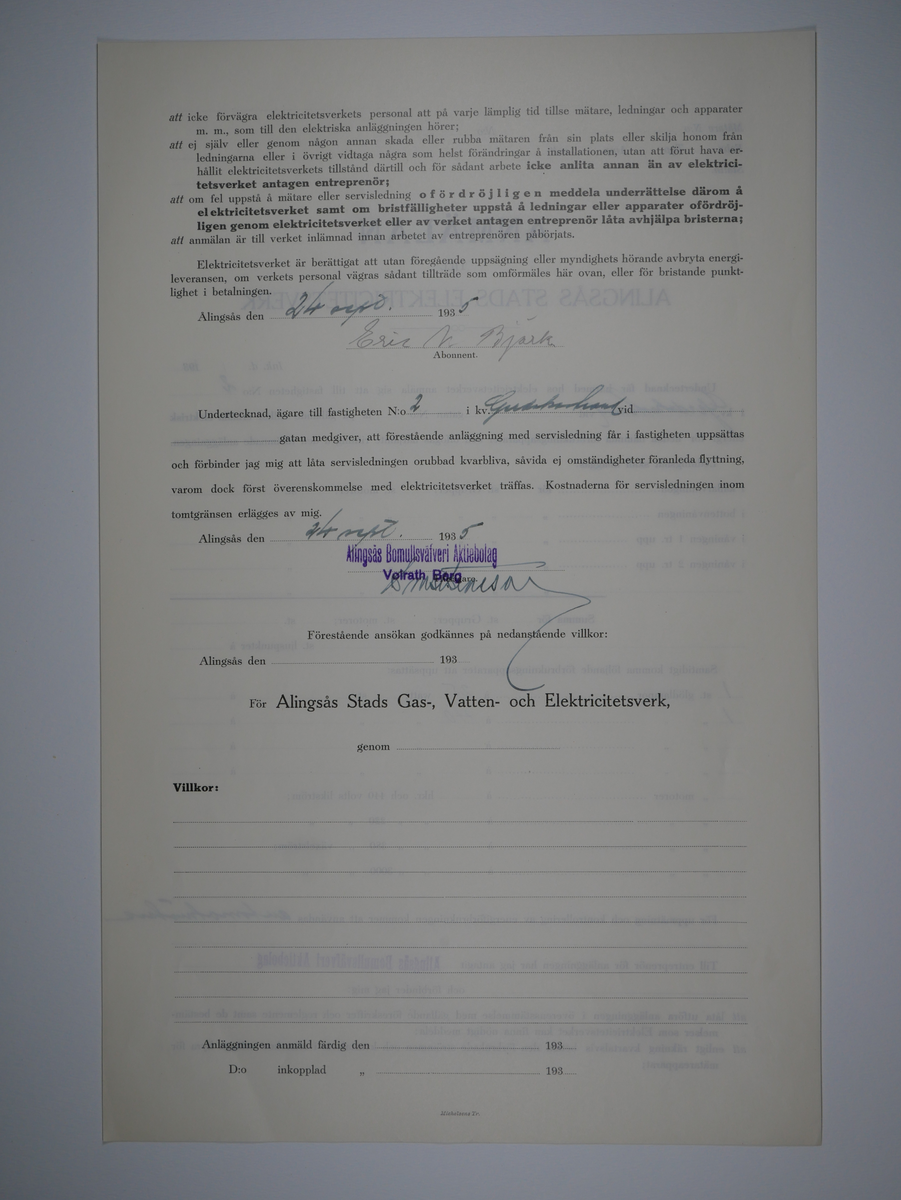 att icke förvägra elektricitetsverkets personal att på varje lämplig tid tillse mätare, ledningar och apparater
m. m., som till den elektriska anläggningen hörer;
att ej själv eller genom någon annan skada eller rubba mätaren från sin plats eller skilja honom från
ledningarna eller i övrigt vidtaga några som helst förändringar å installationen, utan att förut hava er-
hållit elektricitetsverkets tillstånd därtill och för sådant arbete icke anlita annan än av elektrici-
tetsverket antagen entreprenör;
att om fel uppstå å mätare eller servisledning ofördröjligen meddela underrättelse därom å
elektricitetsverket samt om bristfälligheter uppstå å ledningar eller apparater ofördröj-
ligen genom elektricitetsverket eller av verket antagen entreprenör låta avhjälpa bristerna;
att anmälan är till verket inlämnad innan arbetet av entreprenören påbörjats.
Elektricitetsverket är berättigat att utan föregående uppsägning eller myndighets hörande avbryta energi-
leveransen, om verkets personal vägras sådant tillträde som omförmäles här ovan, eller för bristande punkt-
lighet i betalningen.
Alingsås den 24 sept. 1935
Eric V. Björk
Abonnent.
Undertecknad, ägare till fastigheten N:o 2 i kv. vid
gatan medgiver, att förestående anläggning med servisledning får i fastigheten uppsättas
och förbinder jag mig att låta servisledningen orubbad kvarbliva, såvida ej omständigheter föranleda flyttning,
varom dock först överenskommelse med elektricitetsverket träffas. Kostnaderna för servisledningen inom
tomtgränsen erlägges av mig.
Alingsås den 24 sept. 1935
Alingsås Bomullsväfveri Aktiebolag
Volrath Berg
Förestående ansökan godkännes på nedanstående villkor:
Alingsås den 193
För Alingsås Stads Gas-, Vatten- och Elektricitetsverk,
genom
Villkor:
Anläggningen anmäld färdig den 193
D:o inkopplad „ 193